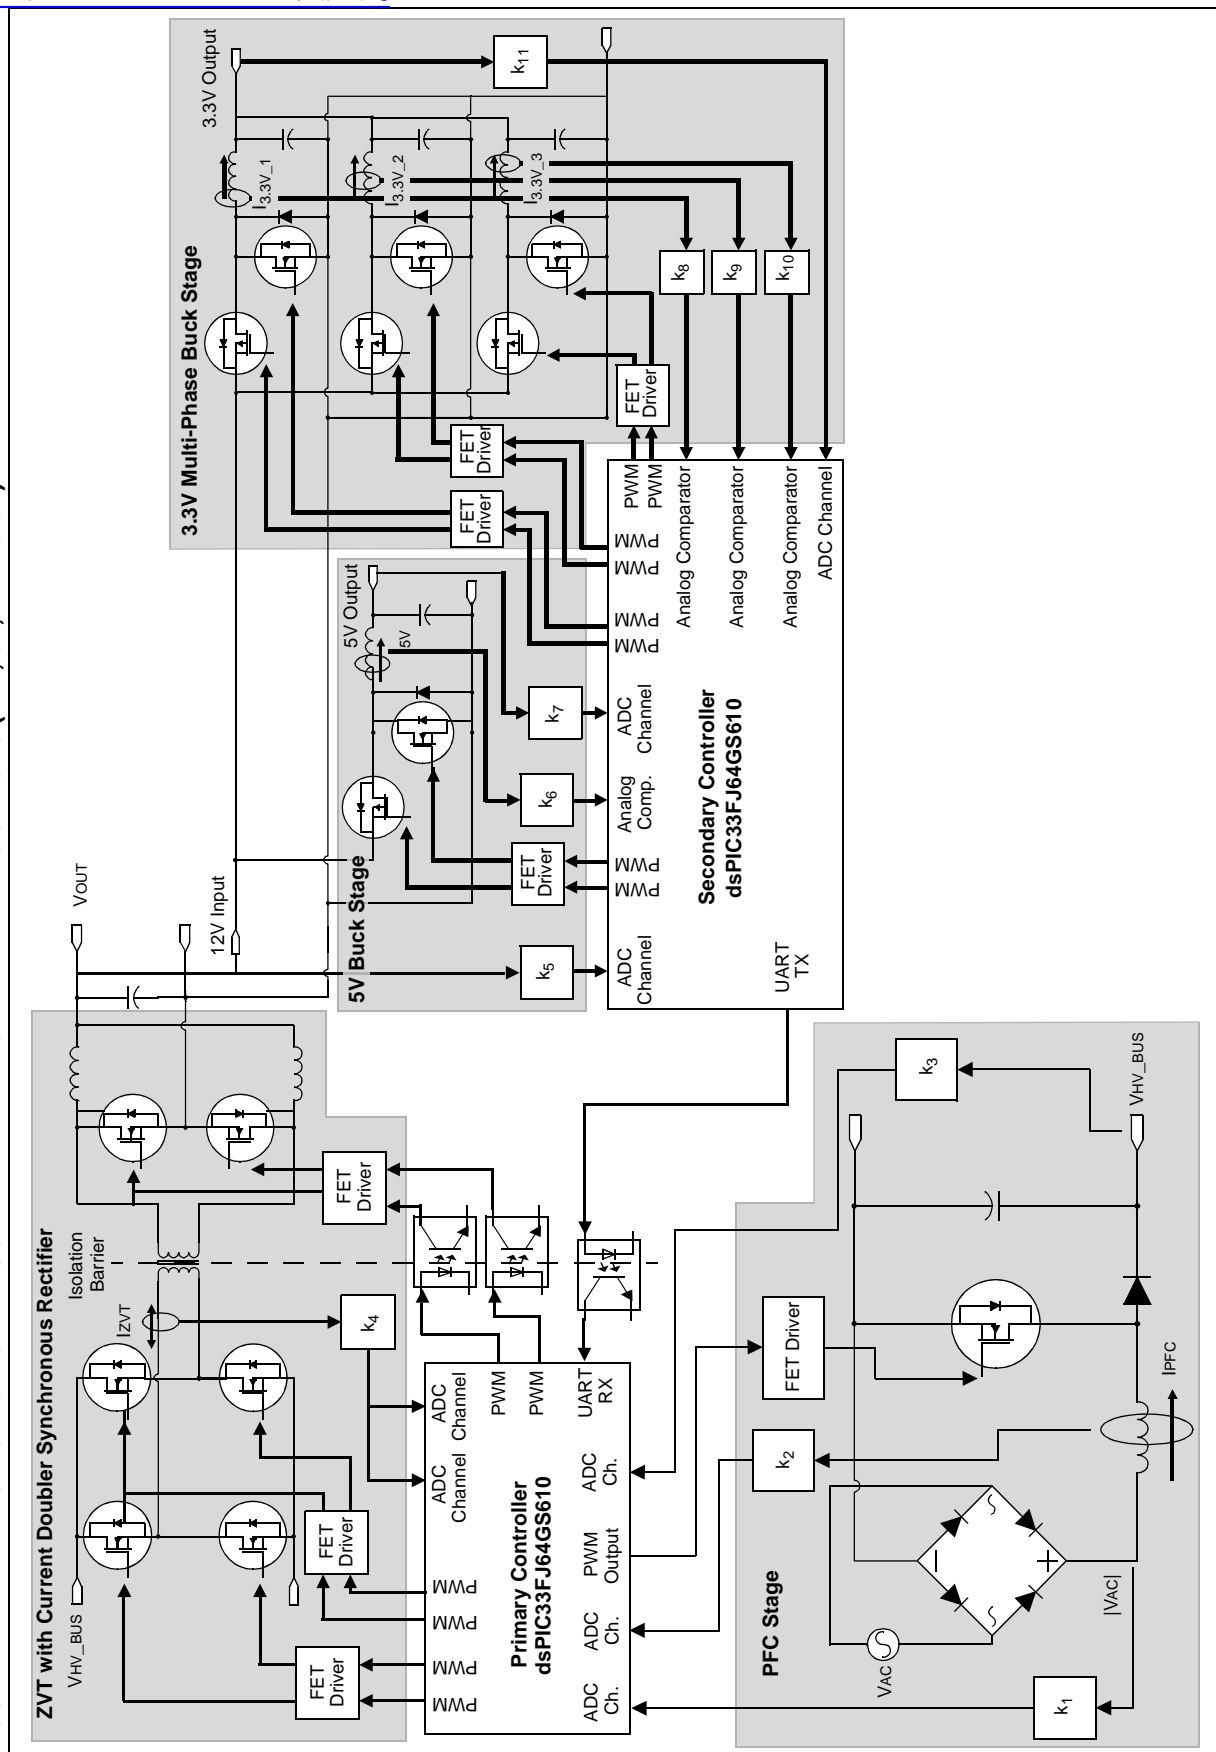 ZVT with Current Doubler Synchronous Rectifier
VHV_BUS
IZVT
Isolation
Barrier
VOUT
12V Input
FET
Driver
FET
Driver
k4
FET
Driver
PWM
PWM
PWM
PWM
ADC
Channel
ADC
Channel
PWM
PWM
UART
RX
Primary Controller
dsPIC33FJ64GS610
ADC
Ch.
ADC
Ch.
PWM
Output
ADC
Ch.
PFC Stage
k1
k2
FET Driver
k3
VAC
|VAC|
IPFC
VHV_BUS
5V Buck Stage
5V Output
5V
k5
FET
Driver
k6
k7
3.3V Multi-Phase Buck Stage
3.3V Output
I3.3V_1
I3.3V_2
I3.3V_3
FET
Driver
FET
Driver
FET
Driver
k8
k9
k10
k11
ADC
Channel
PWM
PWM
Analog
Comp.
ADC
Channel
PWM
PWM
PWM
PWM
PWM
PWM
Analog Comparator
Analog Comparator
Analog Comparator
ADC Channel
Secondary Controller
dsPIC33FJ64GS610
UART
TX